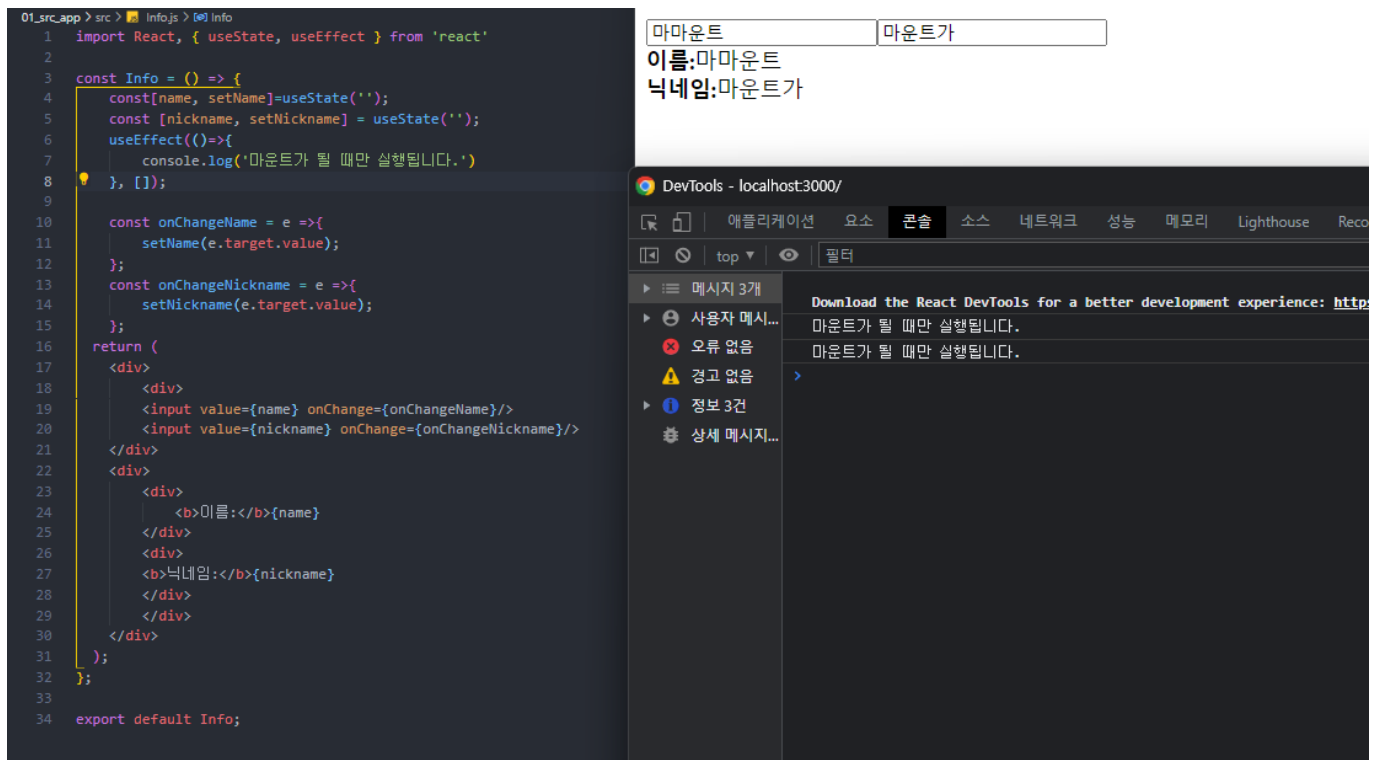 01_src_app > src > Info.js > Info
1 import React, { useState, useEffect } from 'react'
2
3 const Info = () => {
4 const[name, setName]=useState('');
5 const [nickname, setNickname] = useState('');
6 useEffect(()=>{
7 console.log('마운트가 될 때만 실행됩니다.')
8 }, []);
9
10 const onChangeName = e =>{
11 setName(e.target.value);
12 };
13 const onChangeNickname = e =>{
14 setNickname(e.target.value);
15 };
16 return (
17 <div>
18 <div>
19 <input value={name} onChange={onChangeName}/>
20 <input value={nickname} onChange={onChangeNickname}/>
21 </div>
22 <div>
23 <div>
24 <b>이름:</b>{name}
25 </div>
26 <div>
27 <b>닉네임:</b>{nickname}
28 </div>
29 </div>
30 </div>
31 );
32 };
33
34 export default Info;
마마운트 마운트가
이름:마마운트
닉네임:마운트가
DevTools - localhost:3000/
애플리케이션 요소 콘솔 소스 네트워크 성능 메모리 Lighthouse Reco
top ▼ 필터
메시지 3개
사용자 메시...
오류 없음
경고 없음
정보 3건
상세 메시지...
Download the React DevTools for a better development experience: https
마운트가 될 때만 실행됩니다.
마운트가 될 때만 실행됩니다.
>